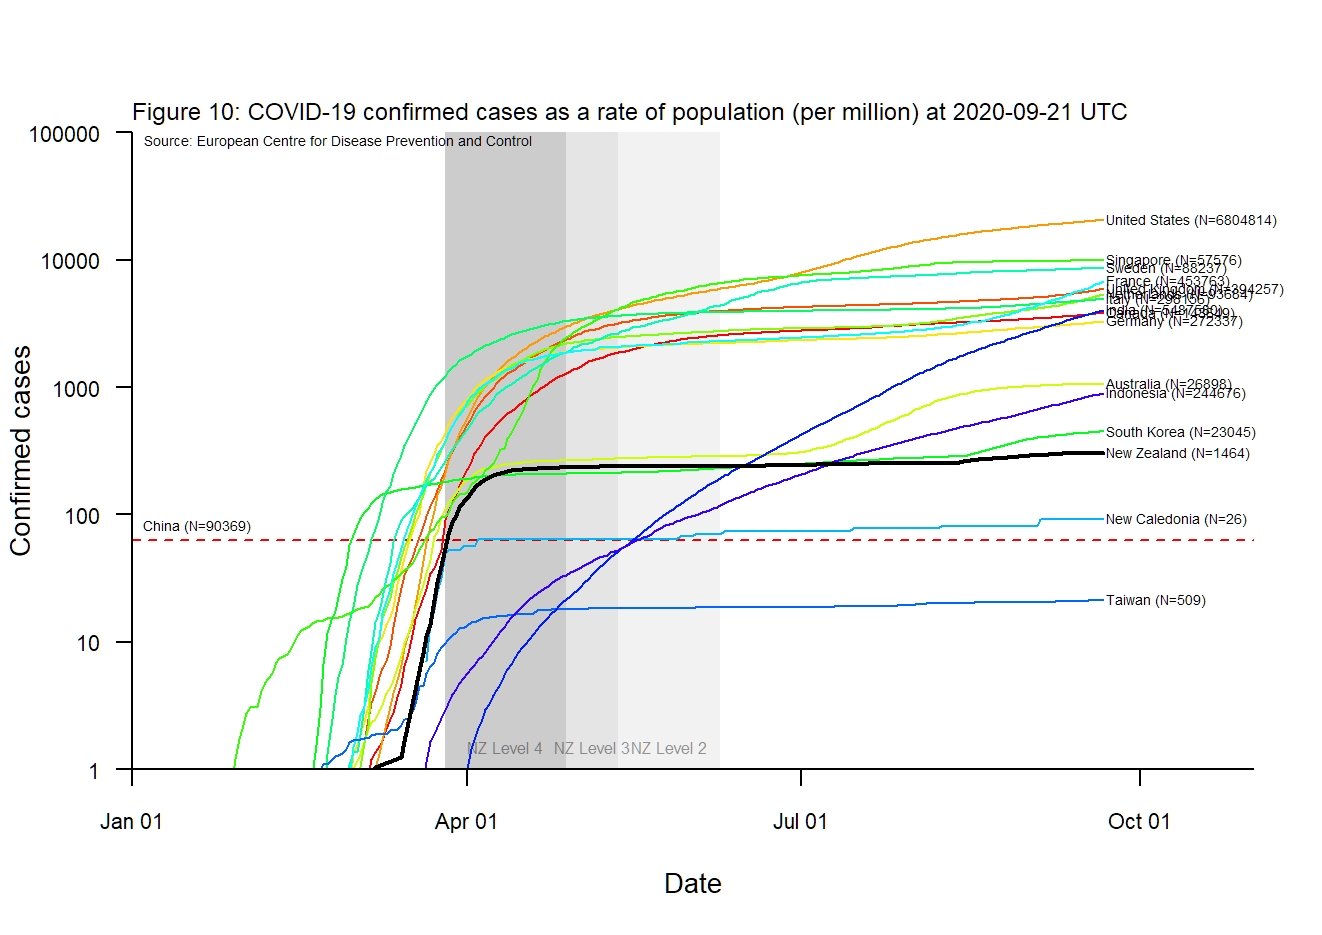 Figure 10: COVID-19 confirmed cases as a rate of population (per million) at 2020-09-21 UTC
Source: European Centre for Disease Prevention and Control
100000
10000
1000
100
10
1
Confirmed cases
United States (N=6804814)
Singapore (N=57576)
Sweden (N=88237)
France (N=453763)
United Kingdom (N=394257)
Germany (N=272337)
Australia (N=26898)
Indonesia (N=244676)
South Korea (N=23045)
New Zealand (N=1464)
China (N=90369)
New Caledonia (N=26)
Taiwan (N=509)
NZ Level 4
NZ Level 3
NZ Level 2
Jan 01
Apr 01
Jul 01
Oct 01
Date